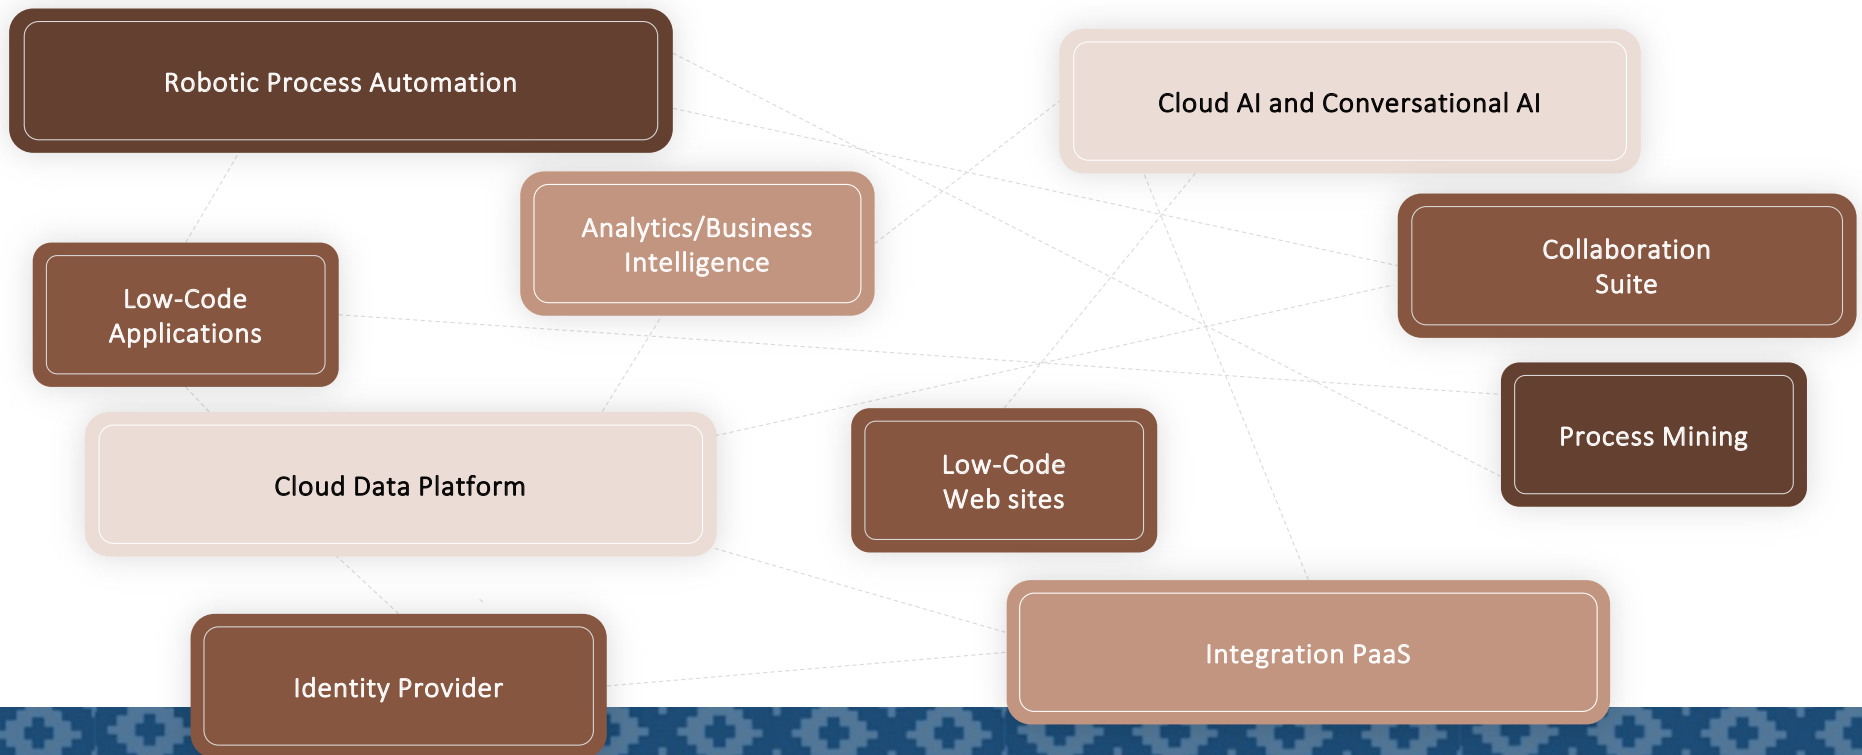 Robotic Process Automation
Cloud AI and Conversational AI
Analytics/Business
Intelligence
Collaboration
Suite
Low-Code
Applications
Process Mining
Cloud Data Platform
Low-Code
Web sites
Integration PaaS
Identity Provider